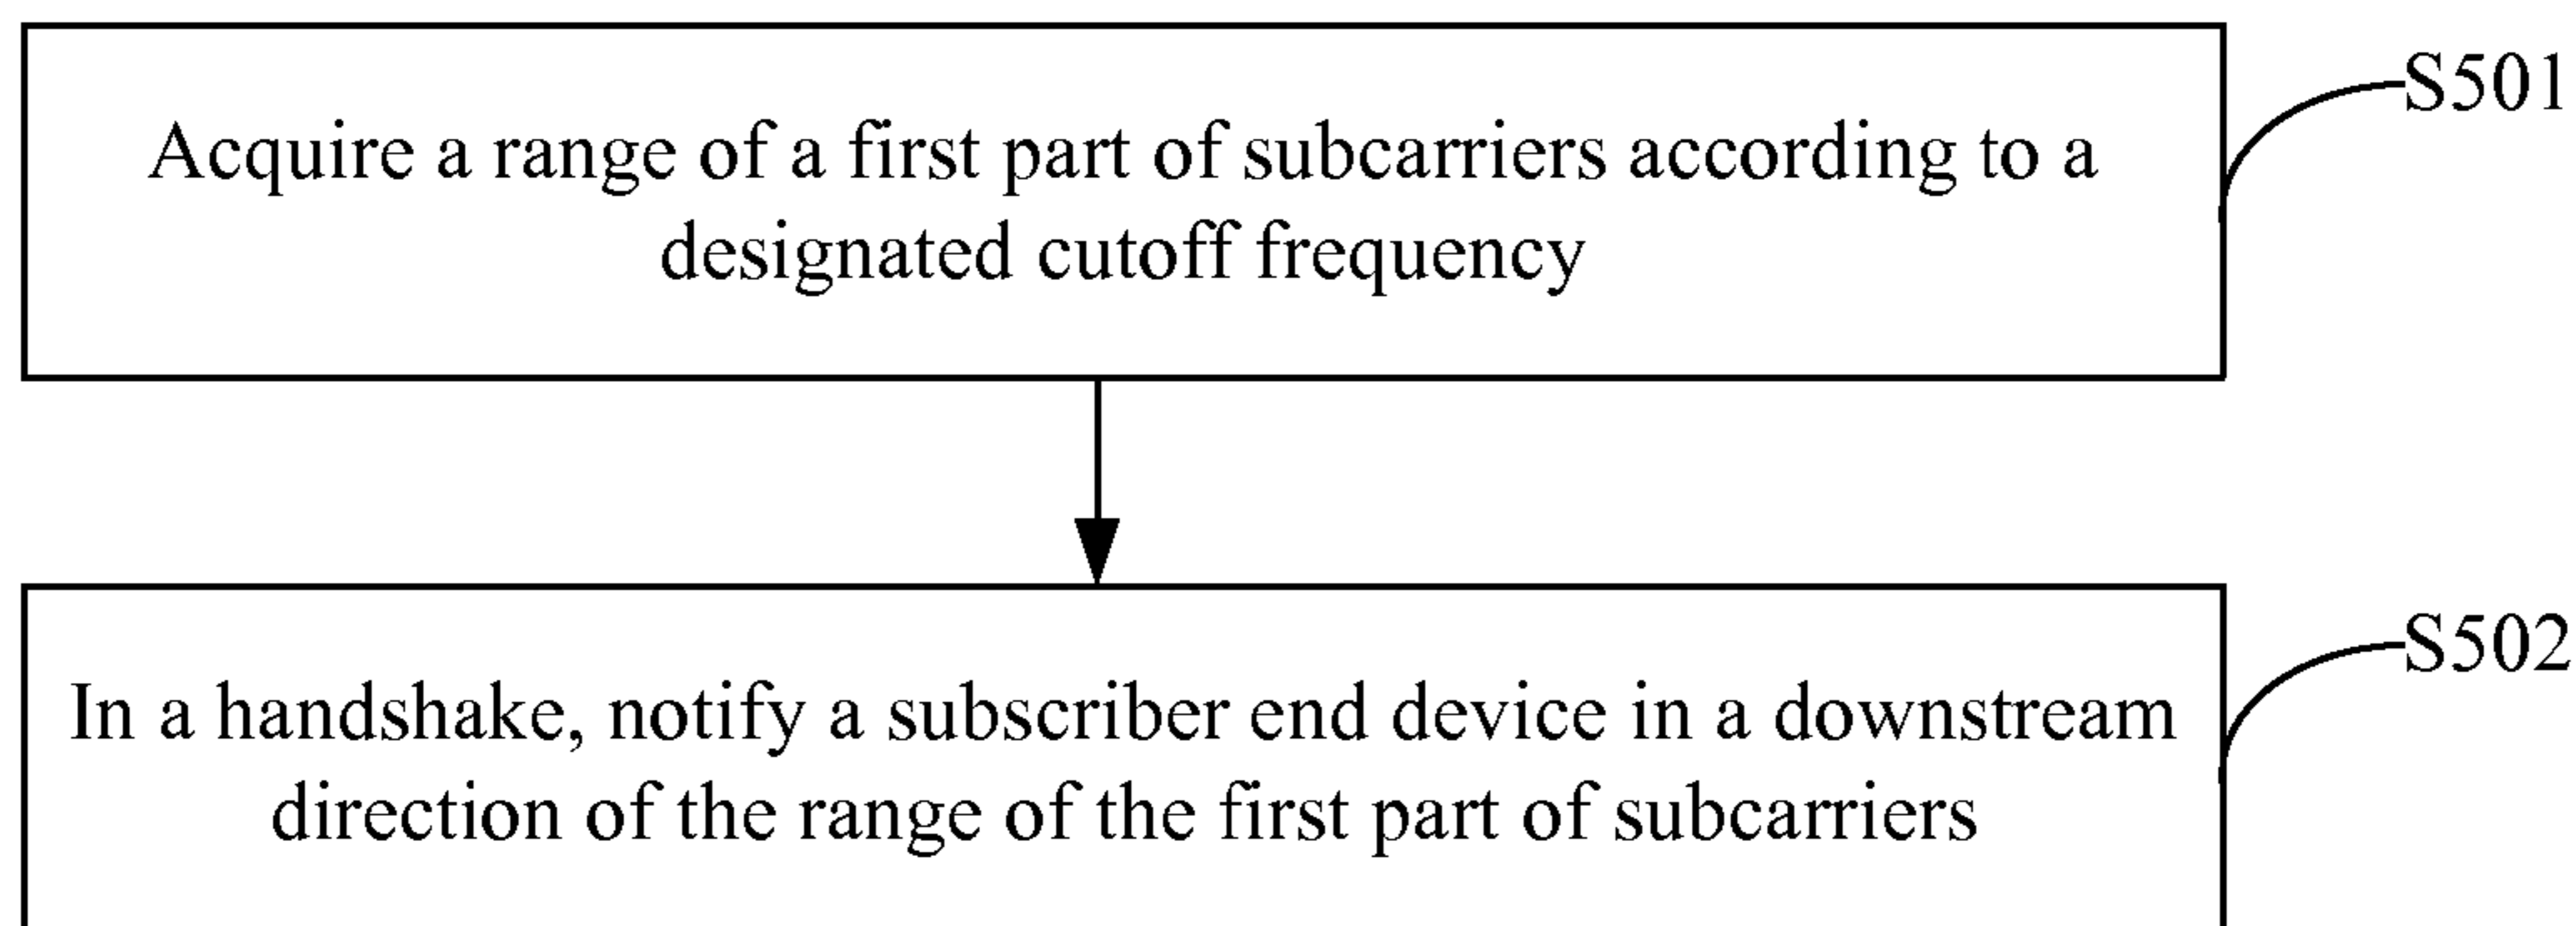 Acquire a range of a first part of subcarriers according to a
designated cutoff frequency
S501
In a handshake, notify a subscriber end device in a downstream
direction of the range of the first part of subcarriers
S502